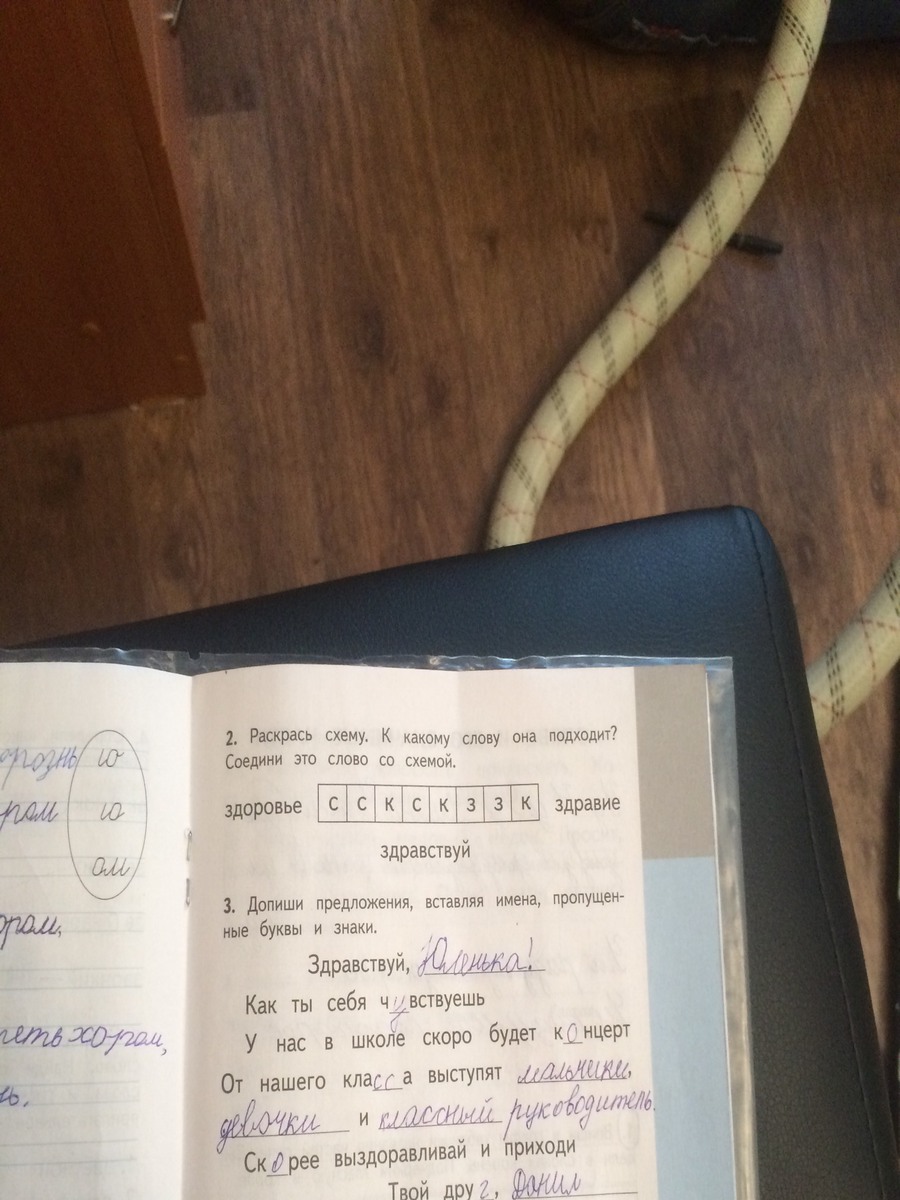 ю
ром ю
ом
2. Раскрась схему. К какому слову она подходит?
Соедини это слово со схемой.
здоровье С С К С К З З К здравие
здравствуй
3. Допиши предложения, вставляя имена, пропущен-
ные буквы и знаки.
Здравствуй, Юленька!
Как ты себя чувствуешь
У нас в школе скоро будет концерт
От нашего класса выступят мальчики,
девочки и классный руководитель.
Скорее выздоравливай и приходи
Твой друг, Данил